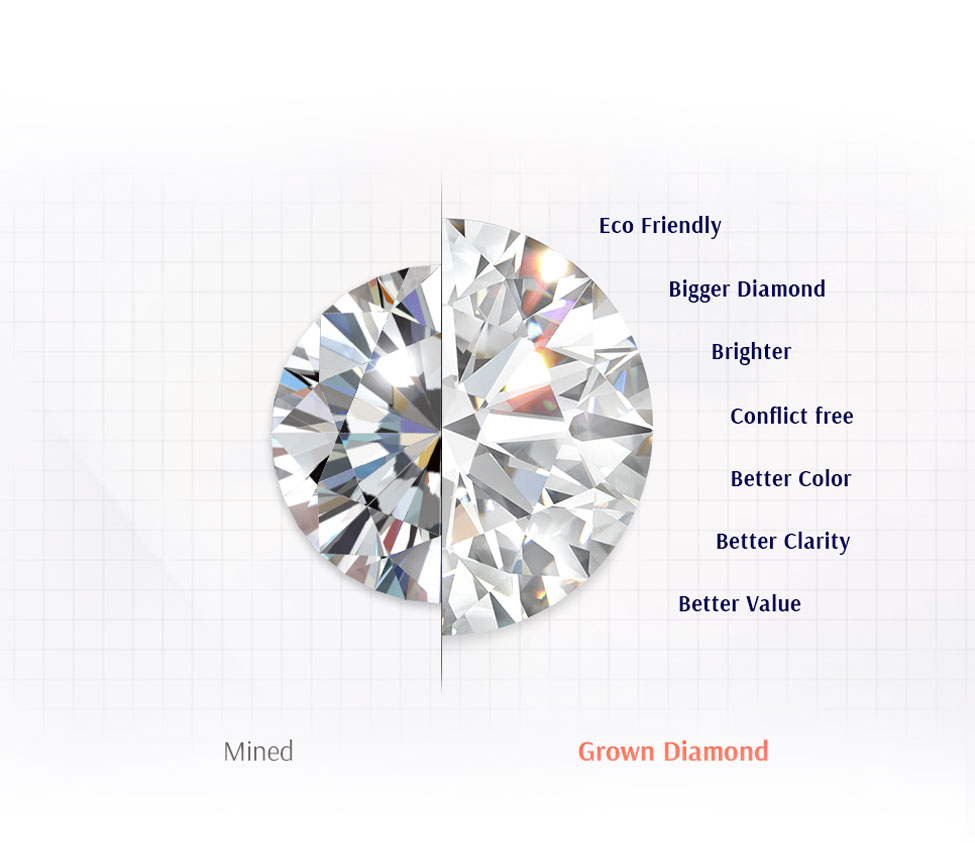 Eco Friendly
Bigger Diamond
Brighter
Conflict free
Better Color
Better Clarity
Better Value
Mined
Grown Diamond